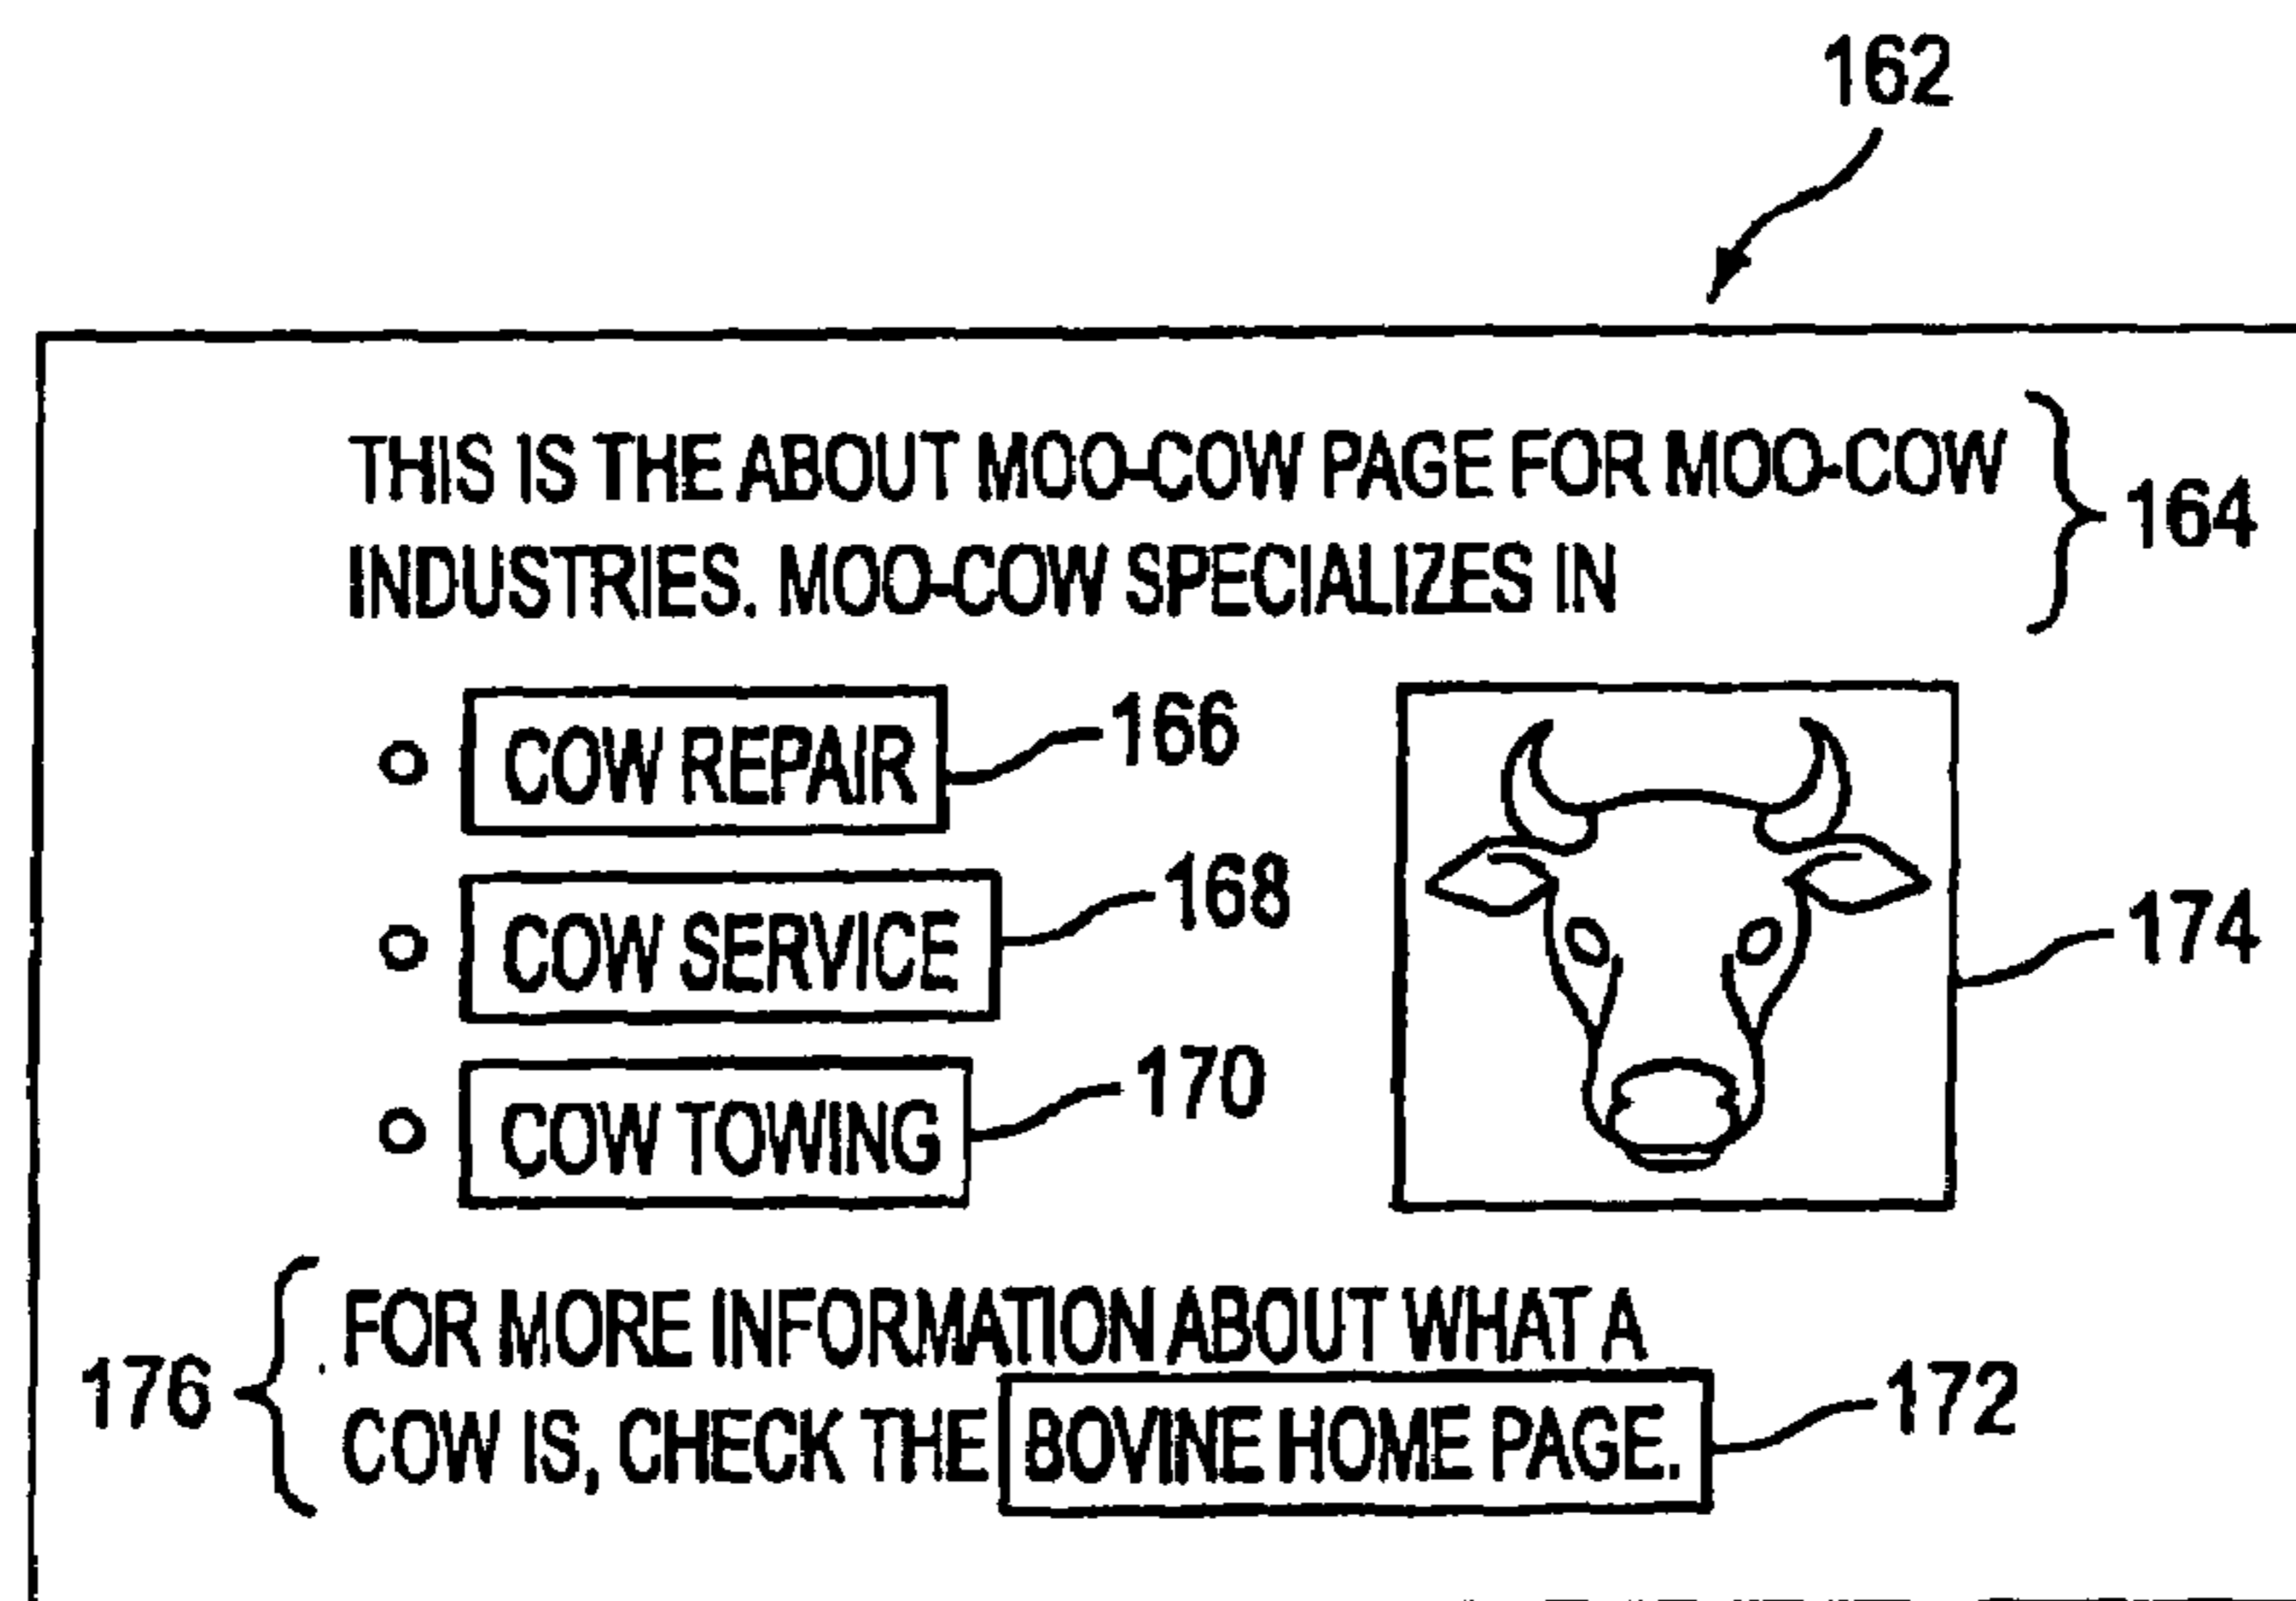 162
THIS IS THE ABOUT MOO-COW PAGE FOR MOO-COW
INDUSTRIES. MOO-COW SPECIALIZES IN
164
COW REPAIR
166
COW SERVICE
168
COW TOWING
170
174
FOR MORE INFORMATION ABOUT WHAT A
COW IS, CHECK THE BOVINE HOME PAGE.
176
172